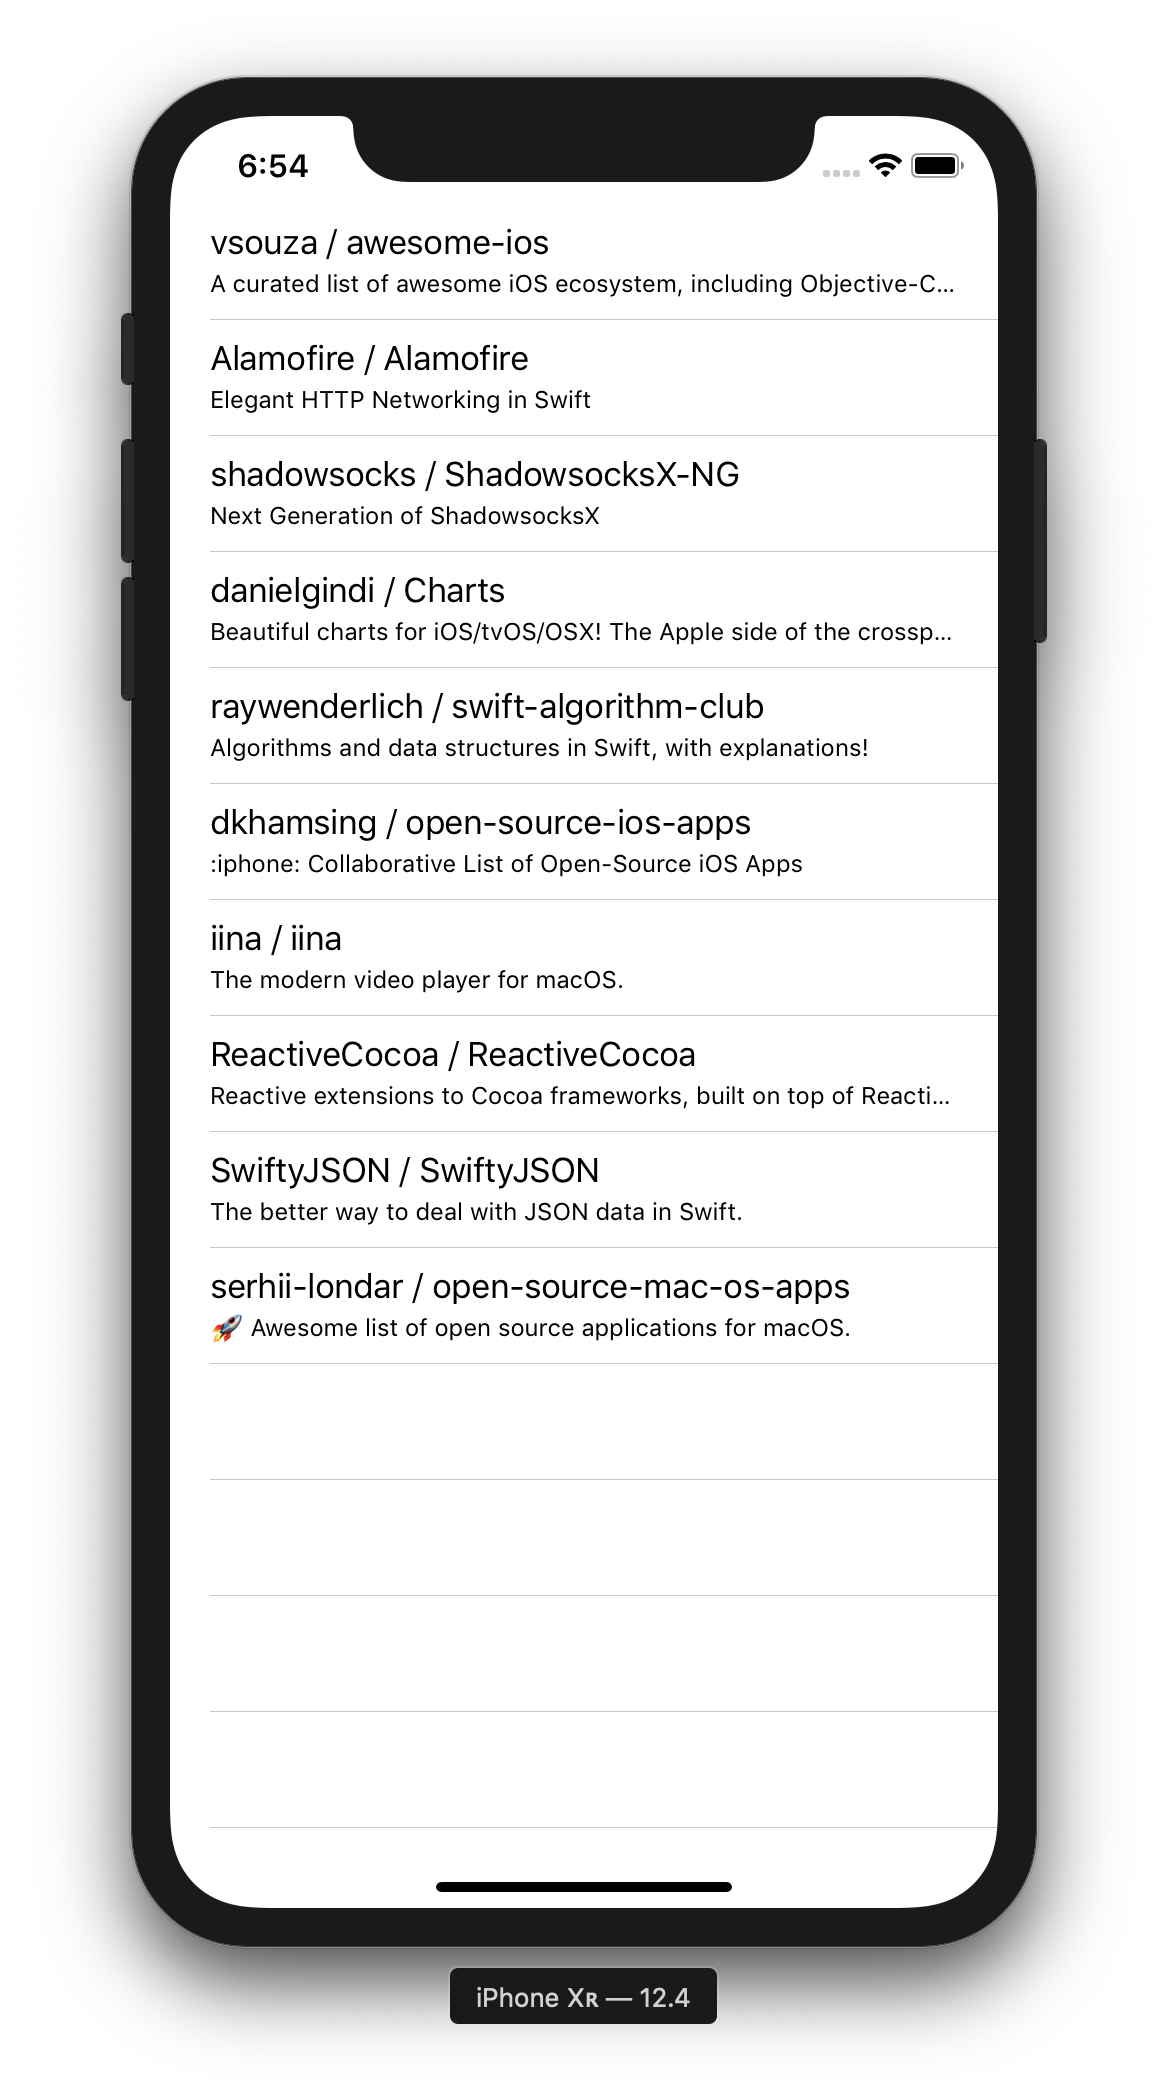 6:54
vsouza / awesome-ios
A curated list of awesome iOS ecosystem, including Objective-C...
Alamofire / Alamofire
Elegant HTTP Networking in Swift
shadowsocks / ShadowsocksX-NG
Next Generation of ShadowsocksX
danielgindi / Charts
Beautiful charts for iOS/tvOS/OSX! The Apple side of the crossp...
raywenderlich / swift-algorithm-club
Algorithms and data structures in Swift, with explanations!
dkhamsing / open-source-ios-apps
:iphone: Collaborative List of Open-Source iOS Apps
iina / iina
The modern video player for macOS.
ReactiveCocoa / ReactiveCocoa
Reactive extensions to Cocoa frameworks, built on top of Reacti...
SwiftyJSON / SwiftyJSON
The better way to deal with JSON data in Swift.
serhii-londar / open-source-mac-os-apps
🚀 Awesome list of open source applications for macOS.
iPhone Xʀ — 12.4